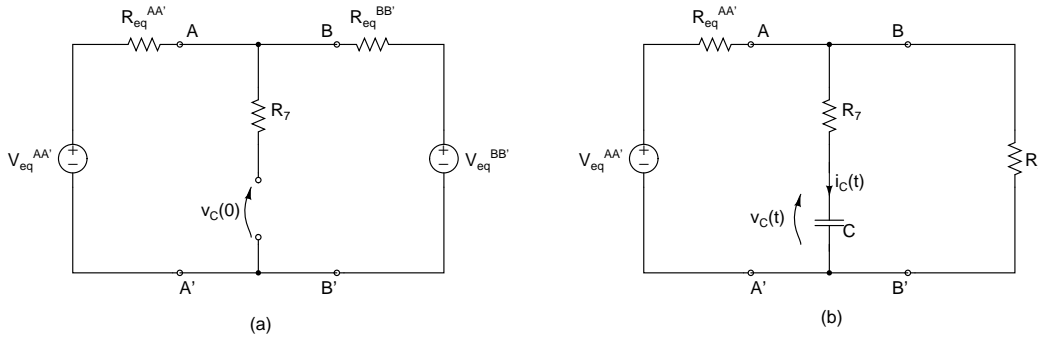 R_eq^AA'
A
B
R_eq^BB'
R_7
V_eq^AA'
+
−
+
−
V_eq^BB'
v_C(0)
A'
B'
(a)
R_eq^AA'
A
B
R_7
V_eq^AA'
+
−
R
i_C(t)
v_C(t)
C
A'
B'
(b)